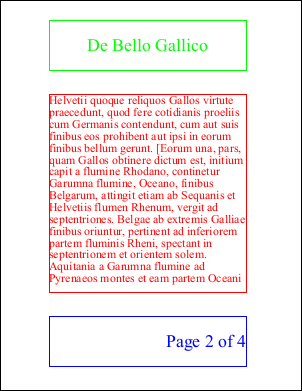 De Bello Gallico
Helvetii quoque reliquos Gallos virtute
praecedunt, quod fere cotidianis proeliis
cum Germanis contendunt, cum aut suis
finibus eos prohibent aut ipsi in eorum
finibus bellum gerunt. [Eorum una, pars,
quam Gallos obtinere dictum est, initium
capit a flumine Rhodano, continetur
Garumna flumine, Oceano, finibus
Belgarum, attingit etiam ab Sequanis et
Helvetiis flumen Rhenum, vergit ad
septentriones. Belgae ab extremis Galliae
finibus oriuntur, pertinent ad inferiorem
partem fluminis Rheni, spectant in
septentrionem et orientem solem.
Aquitania a Garumna flumine ad
Pyrenaeos montes et eam partem Oceani
Page 2 of 4